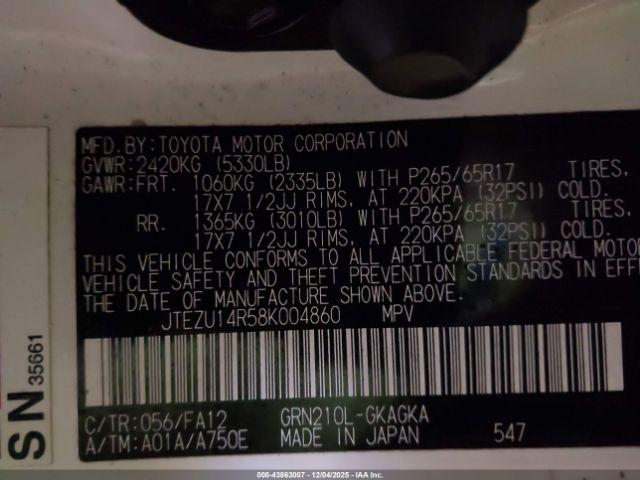 MFD.BY:TOYOTA MOTOR CORPORATION
GVWR:2420KG (5330LB)
GAWR:FRT. 1060KG (2335LB) WITH P265/65R17 TIRES,
17X7 1/2JJ RIMS, AT 220KPA (32PSI) COLD.
RR. 1365KG (3010LB) WITH P265/65R17 TIRES,
17X7 1/2JJ RIMS, AT 220KPA (32PSI) COLD.
THIS VEHICLE CONFORMS TO ALL APPLICABLE FEDERAL MOTO
VEHICLE SAFETY AND THEFT PREVENTION STANDARDS IN EFF
THE DATE OF MANUFACTURE SHOWN ABOVE.
JTEZU14R58K004860 MPV
C/TR:056/FA12 GRN210L-GKAGKA
A/TM:A01A/A750E MADE IN JAPAN 547
SN 35661
000-43863007 - 12/04/2025 - IAA Inc.